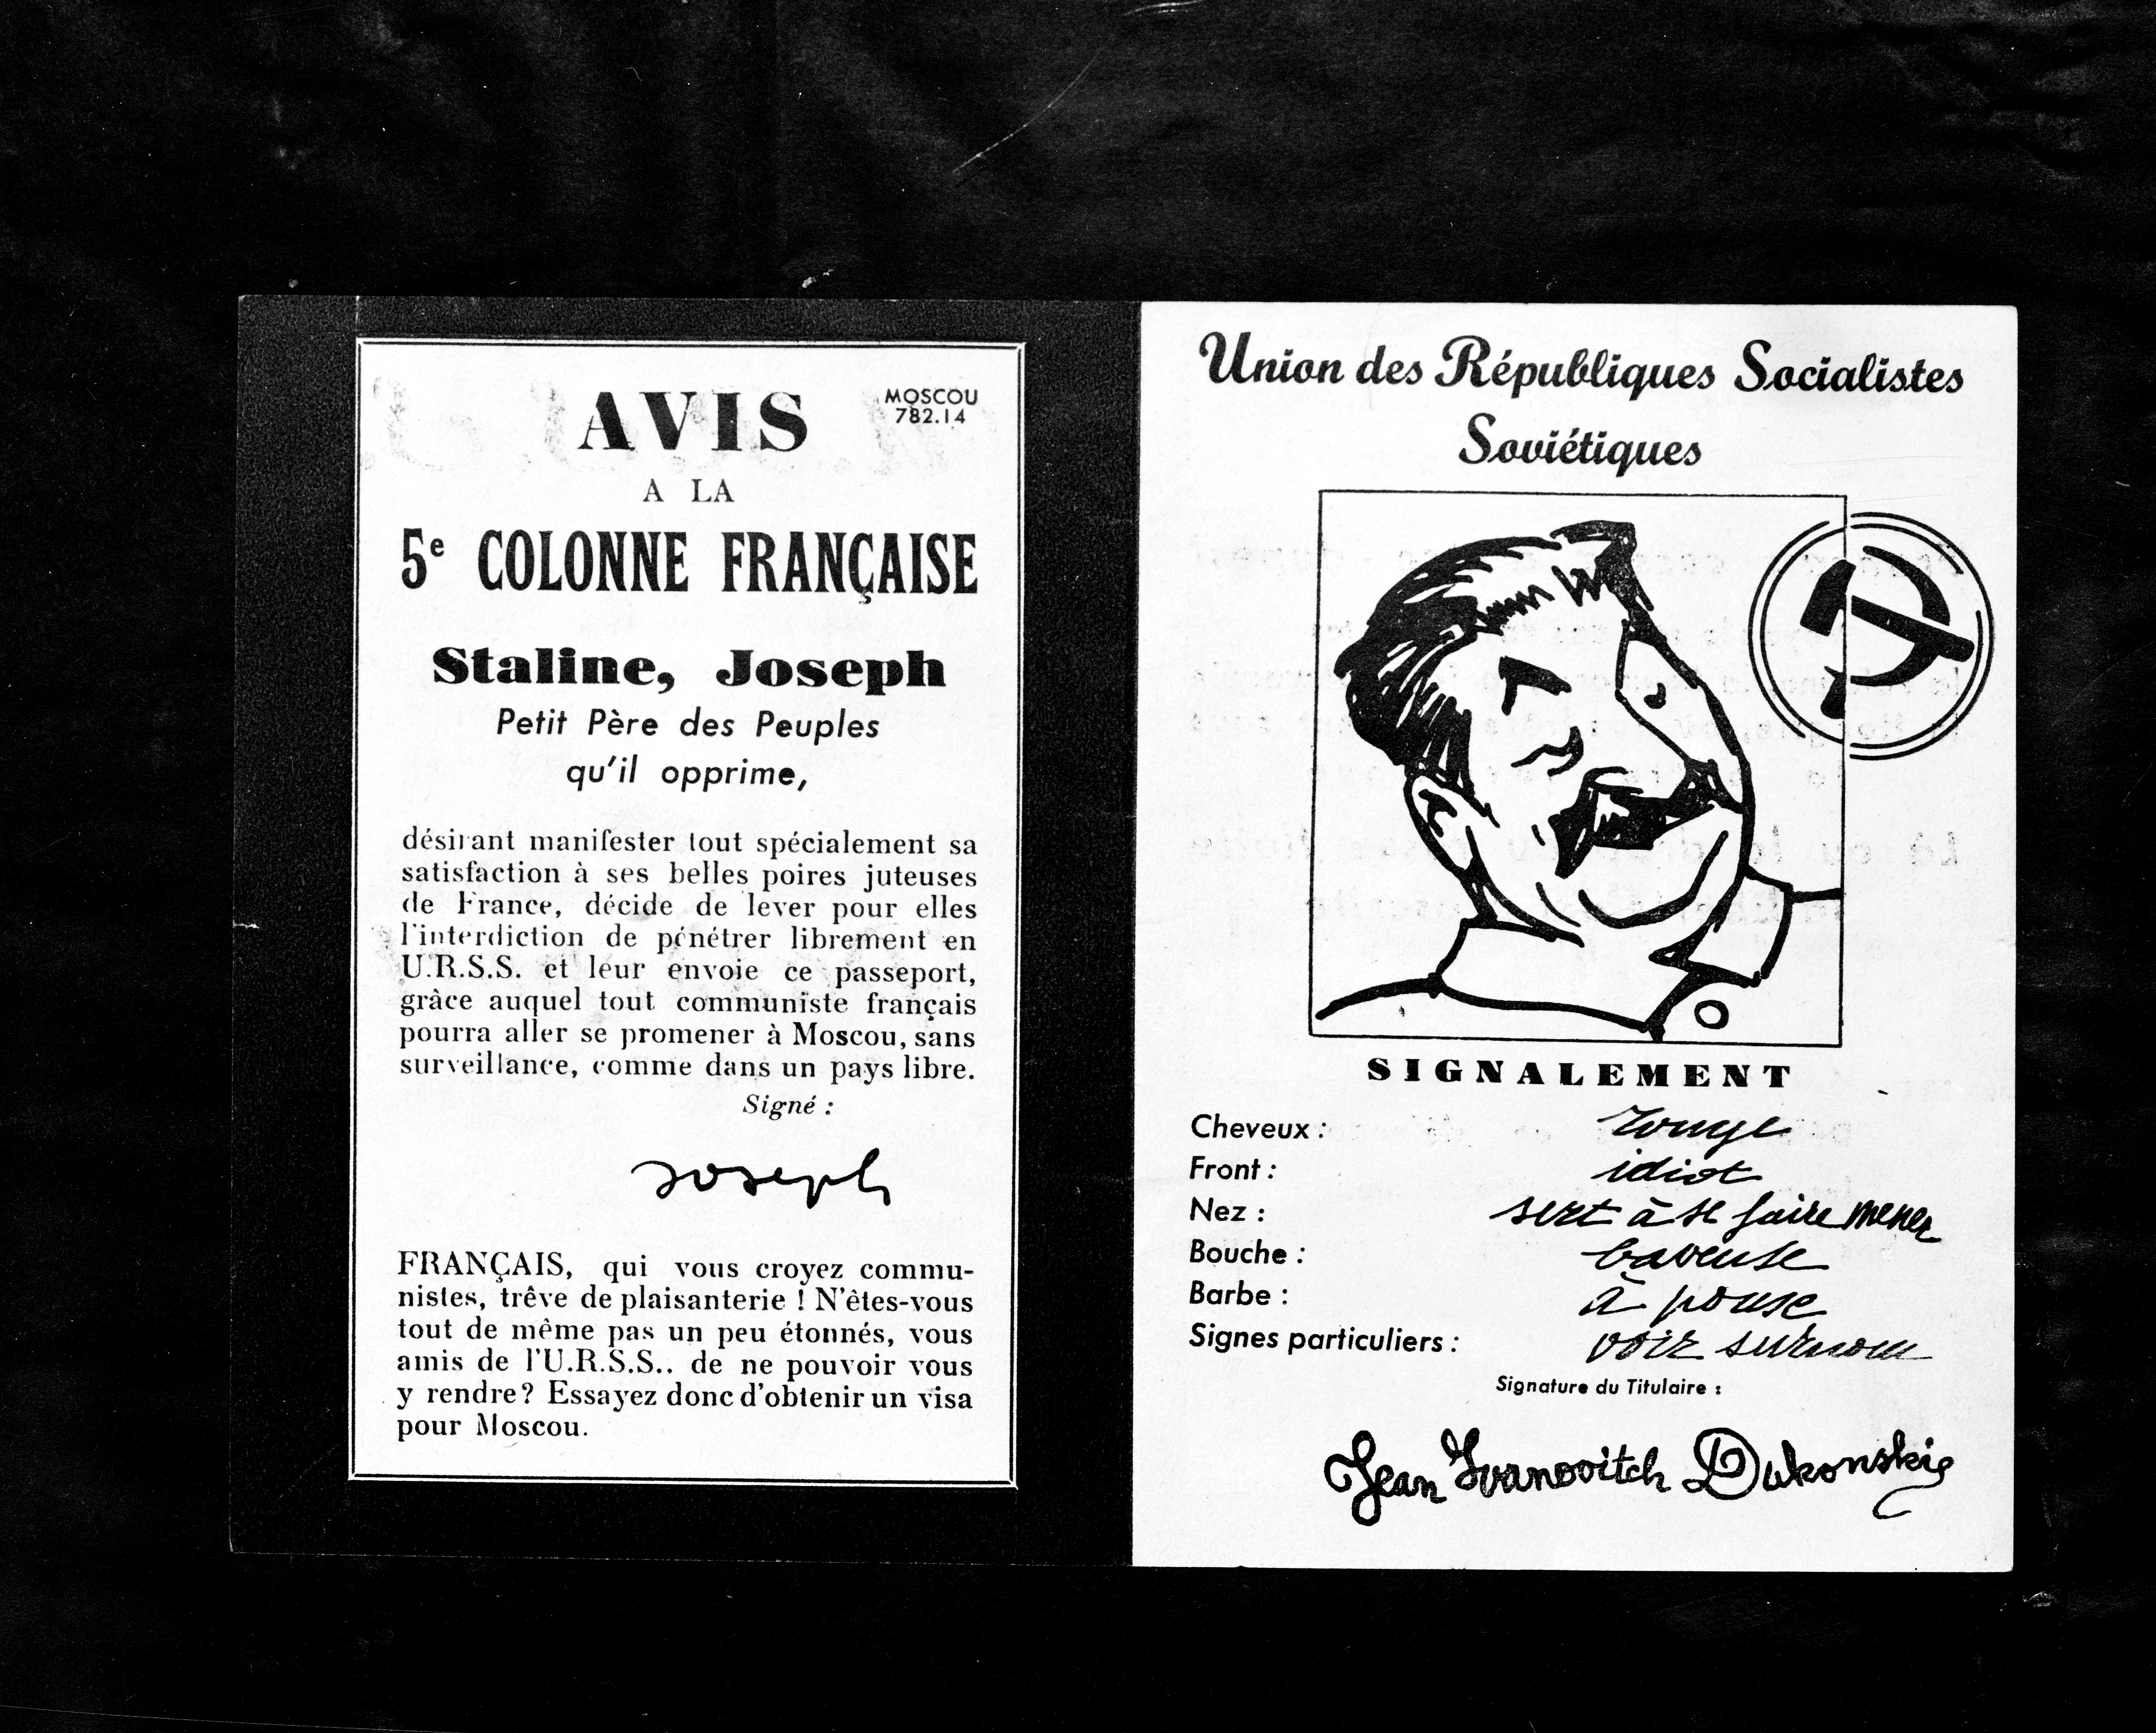 AVIS
MOSCOU
782.14
A LA
5e COLONNE FRANÇAISE
Staline, Joseph
Petit Père des Peuples
qu'il opprime,
désirant manifester tout spécialement sa
satisfaction à ses belles poires juteuses
de France, décide de lever pour elles
l'interdiction de pénétrer librement en
U.R.S.S. et leur envoie ce passeport,
grâce auquel tout communiste français
pourra aller se promener à Moscou, sans
surveillance, comme dans un pays libre.
Signé :
Joseph
FRANÇAIS, qui vous croyez commu-
nistes, trêve de plaisanterie ! N'êtes-vous
tout de même pas un peu étonnés, vous
amis de l'U.R.S.S.. de ne pouvoir vous
y rendre? Essayez donc d'obtenir un visa
pour Moscou.
Union des Républiques Socialistes
Soviétiques
SIGNALEMENT
Cheveux : rouge
Front : idiot
Nez : sert à se faire mener
Bouche : baveuse
Barbe : à pouse
Signes particuliers : voir surnom
Signature du Titulaire :
Jean Ivanovitch Dukonskie